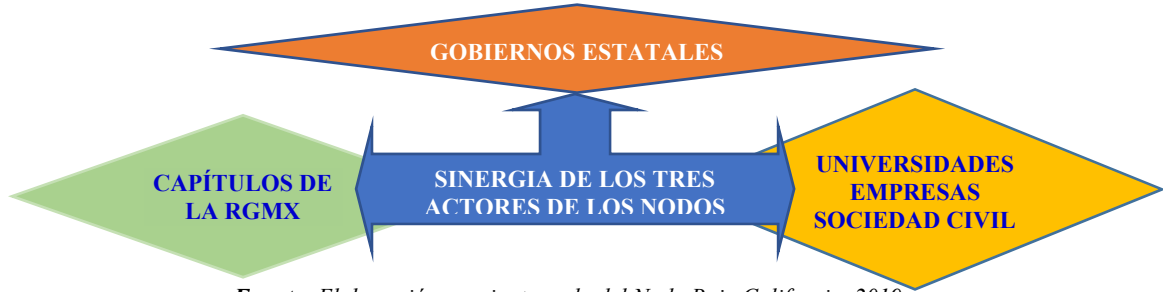 GOBIERNOS ESTATALES
CAPÍTULOS DE
LA RGMX
SINERGIA DE LOS TRES
ACTORES DE LOS NODOS
UNIVERSIDADES
EMPRESAS
SOCIEDAD CIVIL